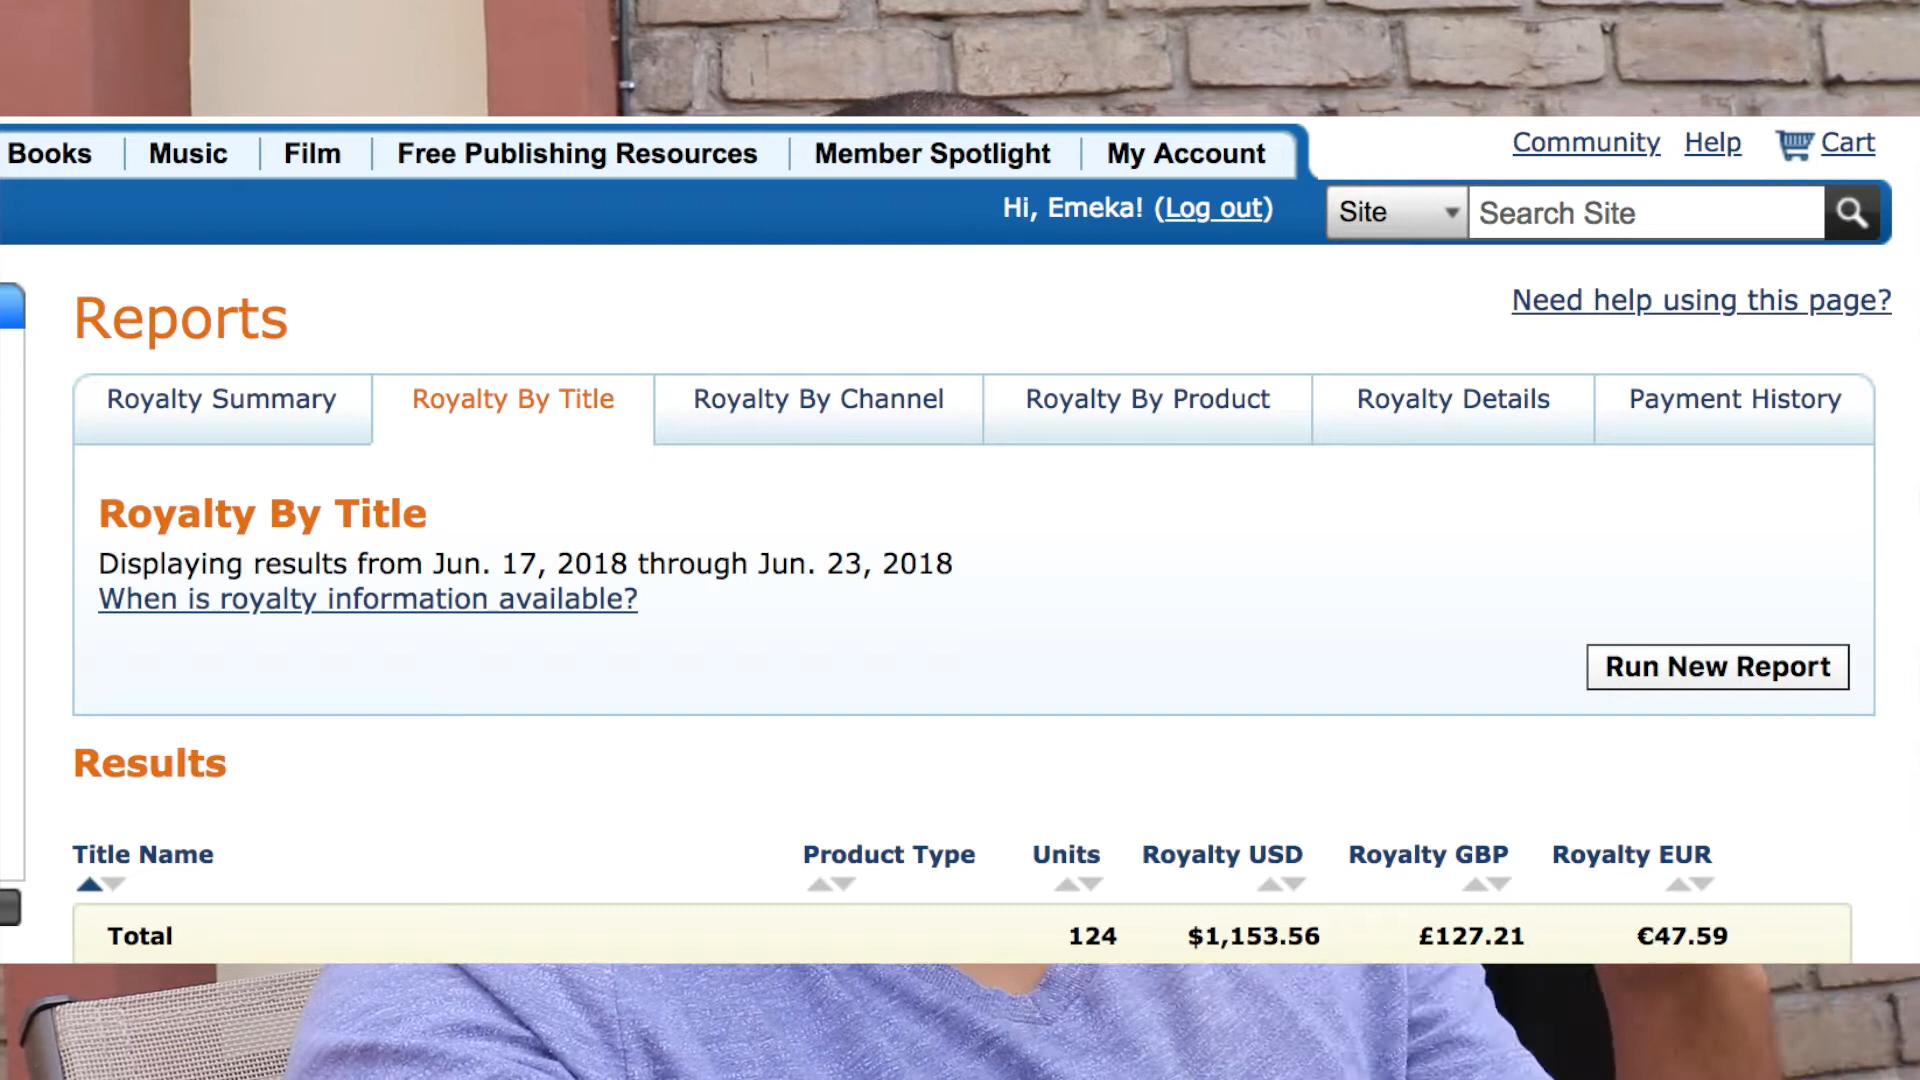 Books Music Film Free Publishing Resources Member Spotlight My Account Community Help Cart
Hi, Emeka! (Log out) Site Search Site
Reports
Need help using this page?
Royalty Summary Royalty By Title Royalty By Channel Royalty By Product Royalty Details Payment History
Royalty By Title
Displaying results from Jun. 17, 2018 through Jun. 23, 2018
When is royalty information available?
Run New Report
Results
Title Name Product Type Units Royalty USD Royalty GBP Royalty EUR
Total 124 $1,153.56 £127.21 €47.59